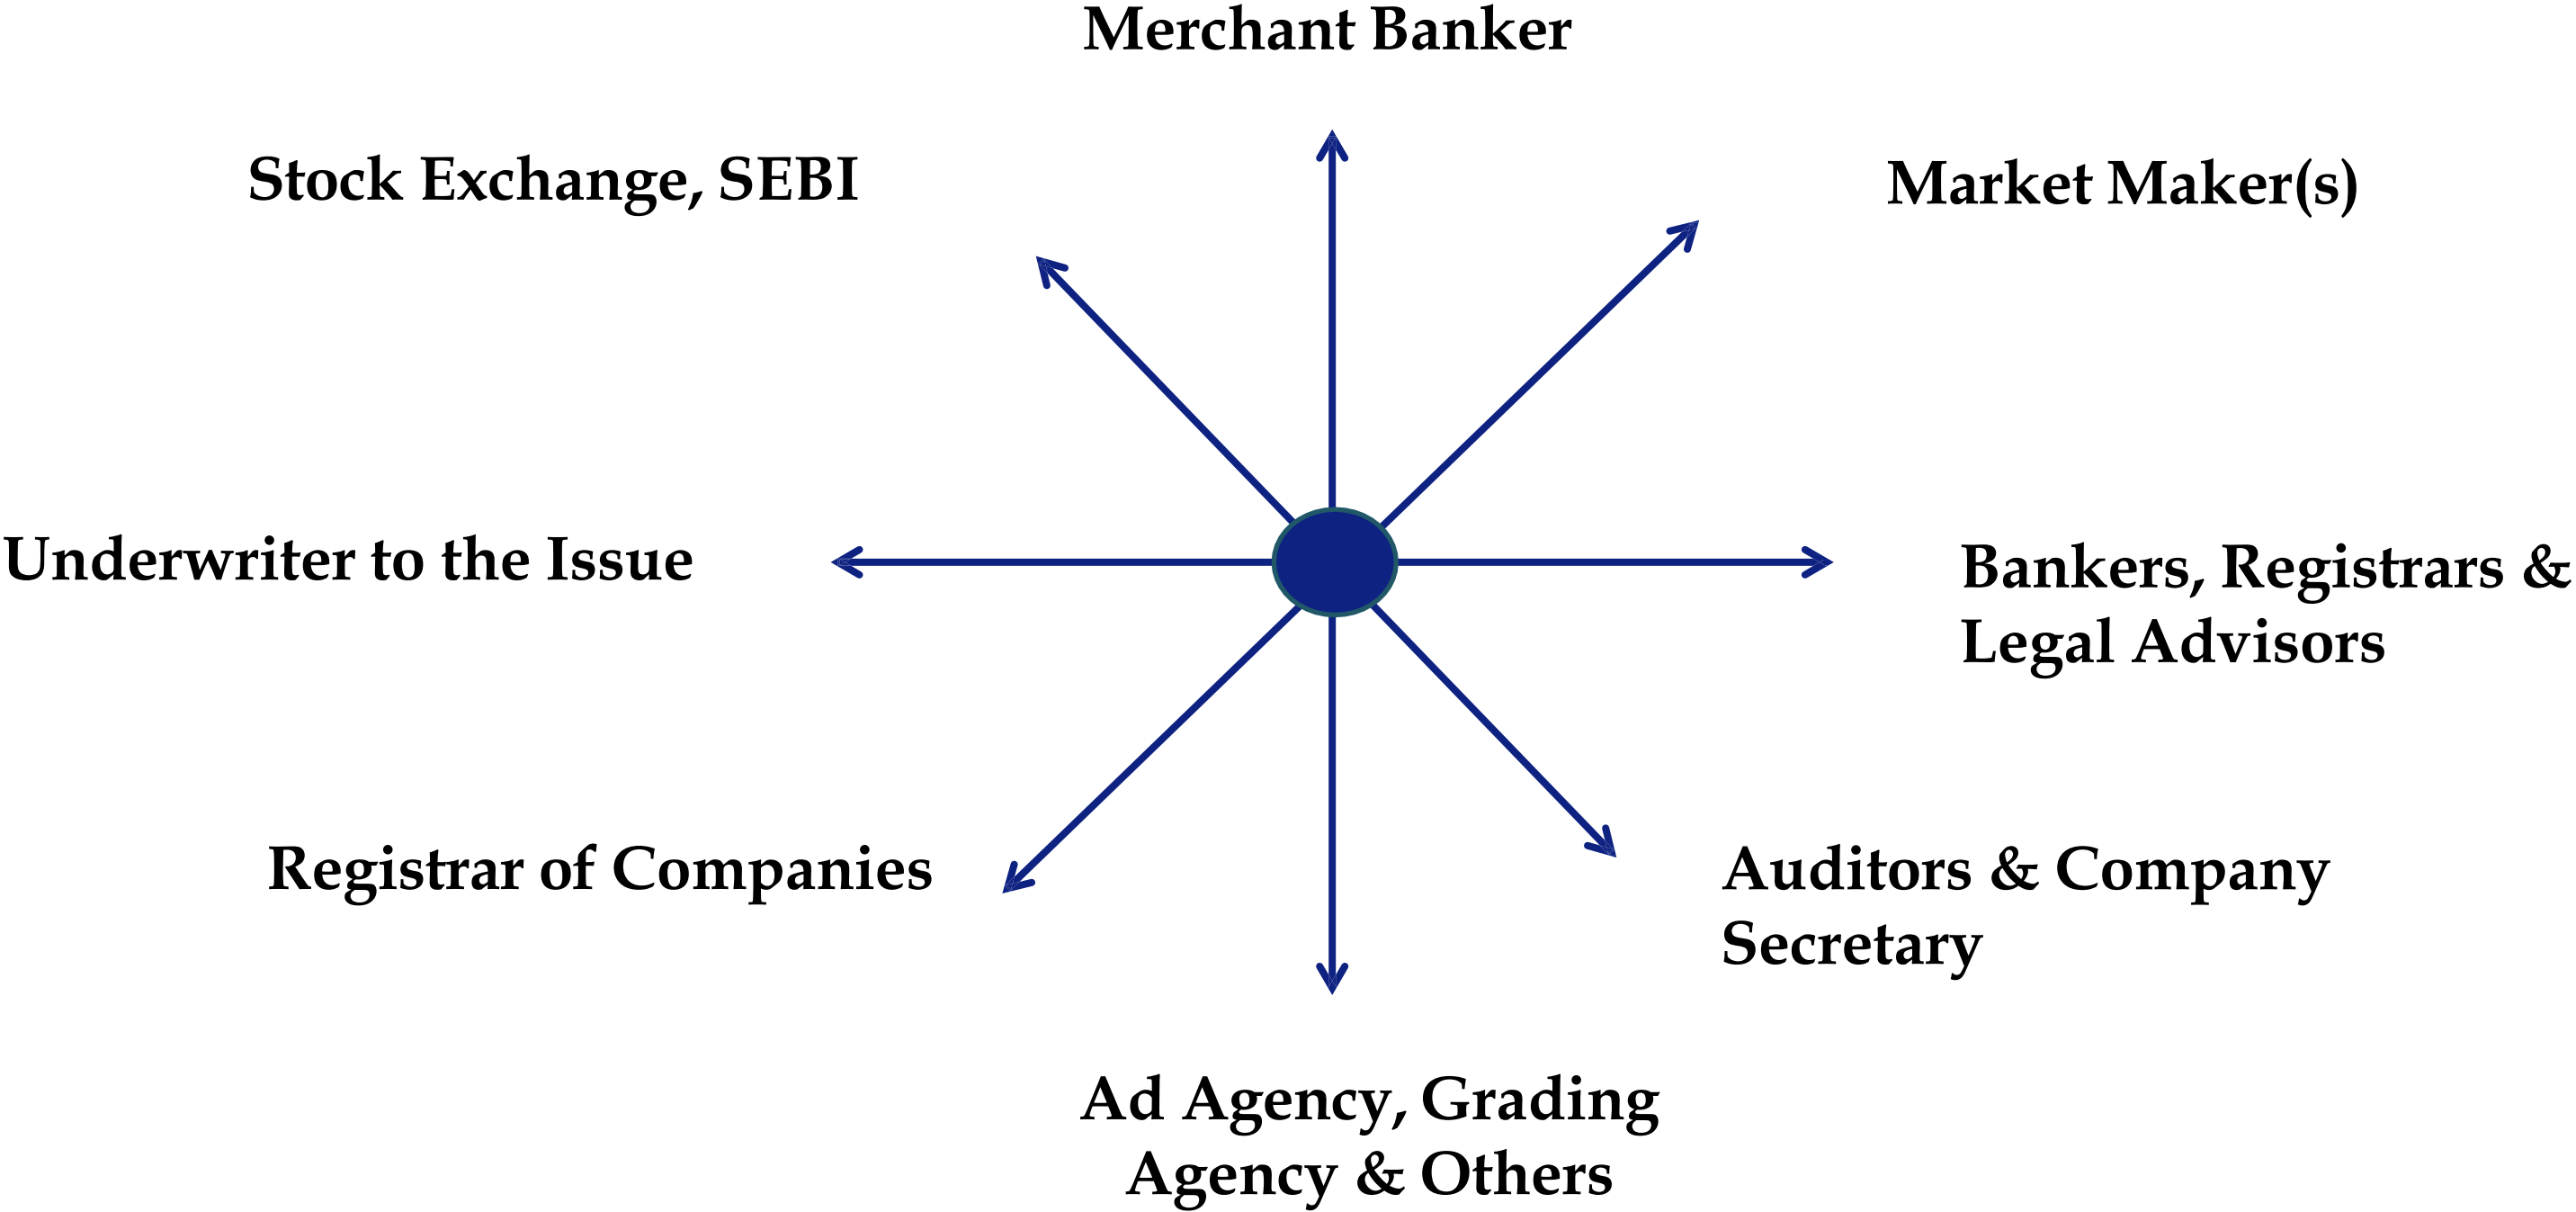 Merchant Banker
Stock Exchange, SEBI
Market Maker(s)
Underwriter to the Issue
Bankers, Registrars &
Legal Advisors
Registrar of Companies
Auditors & Company
Secretary
Ad Agency, Grading
Agency & Others